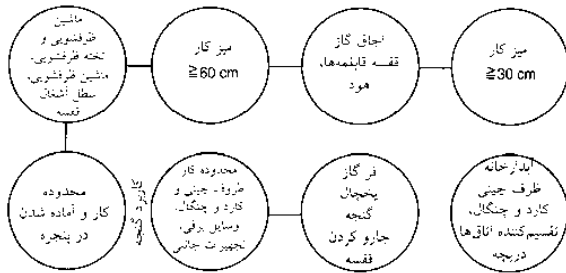 میز کار
≧30 cm
اجاق گاز
قفسه قابلمه‌ها،
هود
میز کار
≧60 cm
ماشین
ظرفشویی و
تخته ظرفشویی،
ماشین ظرفشویی،
سطل آشغال
قفسه
آبدارخانه
ظرف چینی
کارد و چنگال،
تقسیم‌کننده اتاق‌ها
دریچه
فر گاز
یخچال
گنجه
جارو کردن
قفسه
محدوده کار
ظروف چینی و
کارد و چنگال،
وسایل برقی،
تجهیزات جانبی
کاربرد گنجه
محدوده
کار و آماده شدن
در پنجره